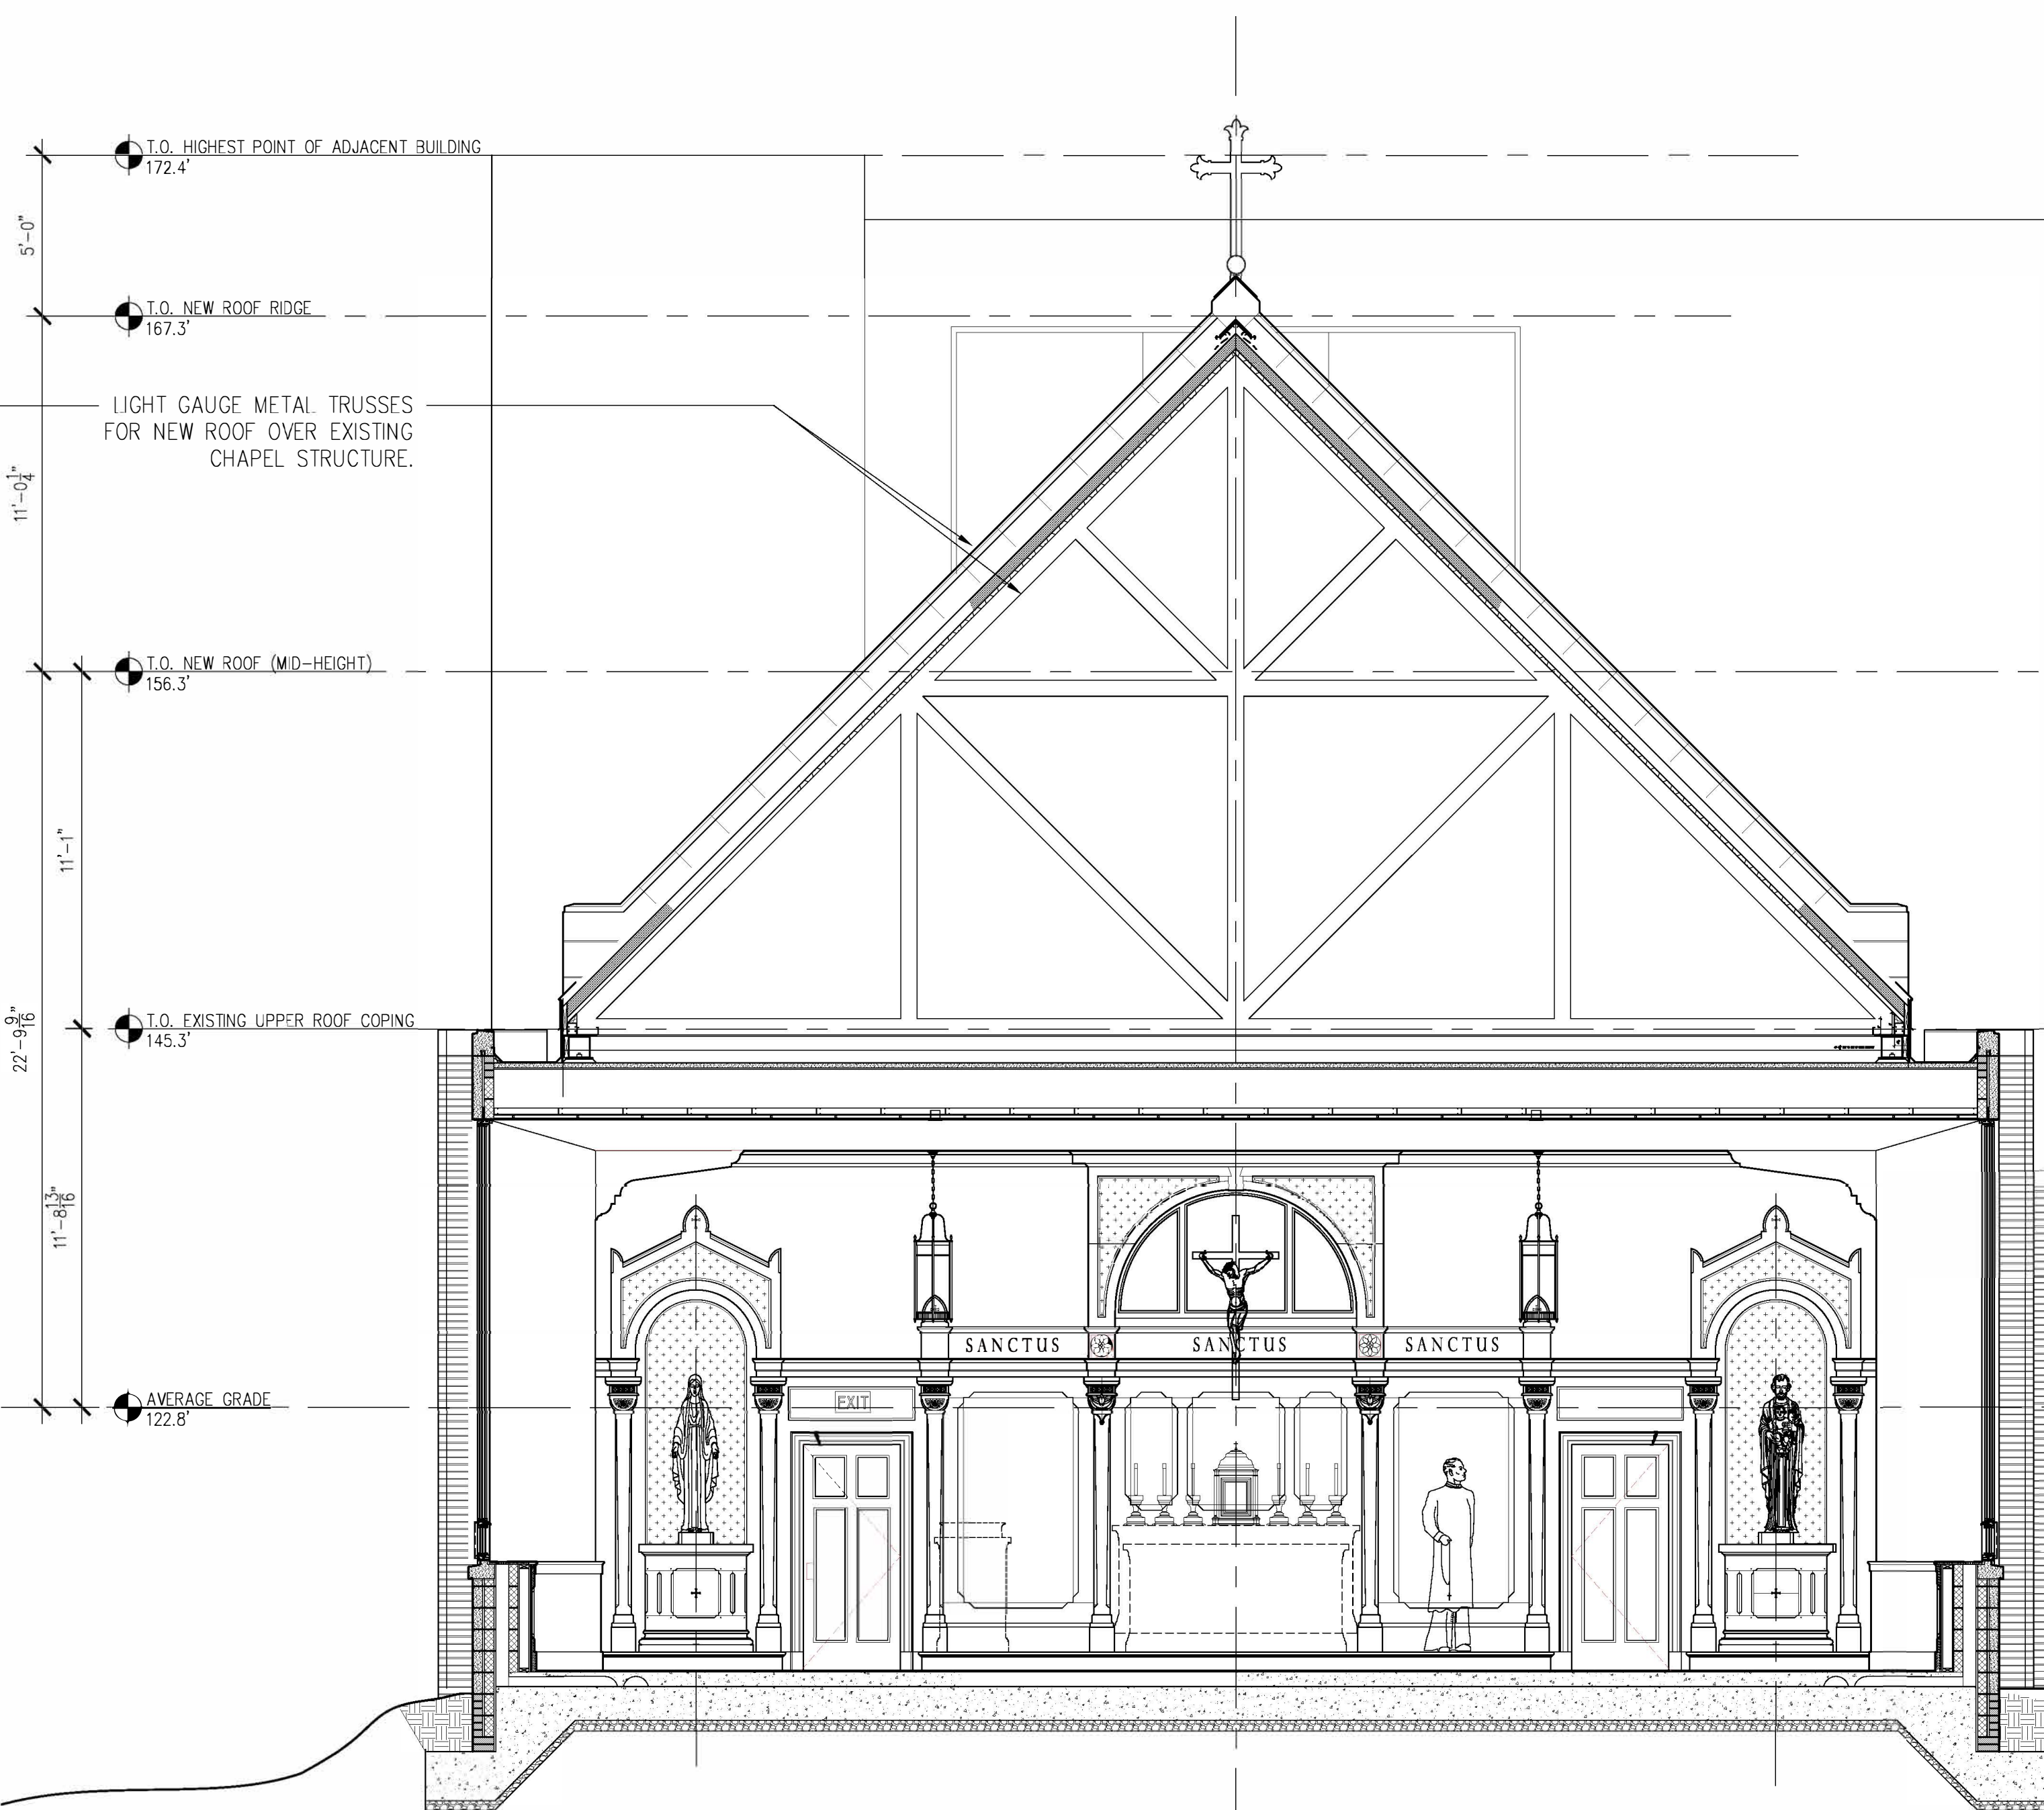 T.O. HIGHEST POINT OF ADJACENT BUILDING
172.4'
5'-0"
T.O. NEW ROOF RIDGE
167.3'
LIGHT GAUGE METAL TRUSSES
FOR NEW ROOF OVER EXISTING
CHAPEL STRUCTURE.
11'-0 1/4"
T.O. NEW ROOF (MID-HEIGHT)
156.3'
11'-1"
T.O. EXISTING UPPER ROOF COPING
145.3'
22'-9 9/16"
11'-8 13/16"
SANCTUS
SANCTUS
SANCTUS
AVERAGE GRADE
122.8'
EXIT